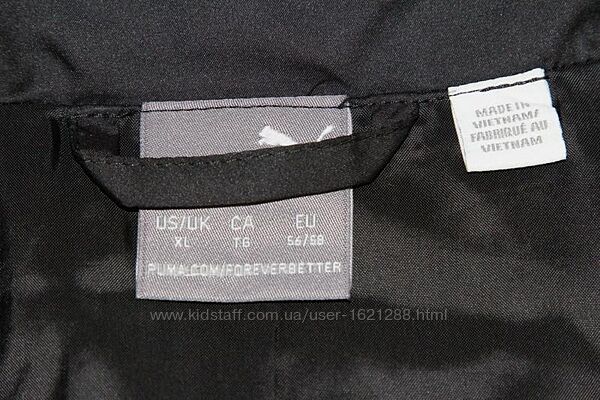 MADE IN
VIETNAM/
FABRIQUÉ AU
VIETNAM
US/UK CA EU
XL TG 56/58
PUMA.COM/FOREVERBETTER
www.kidstaff.com.ua/user-1621288.html